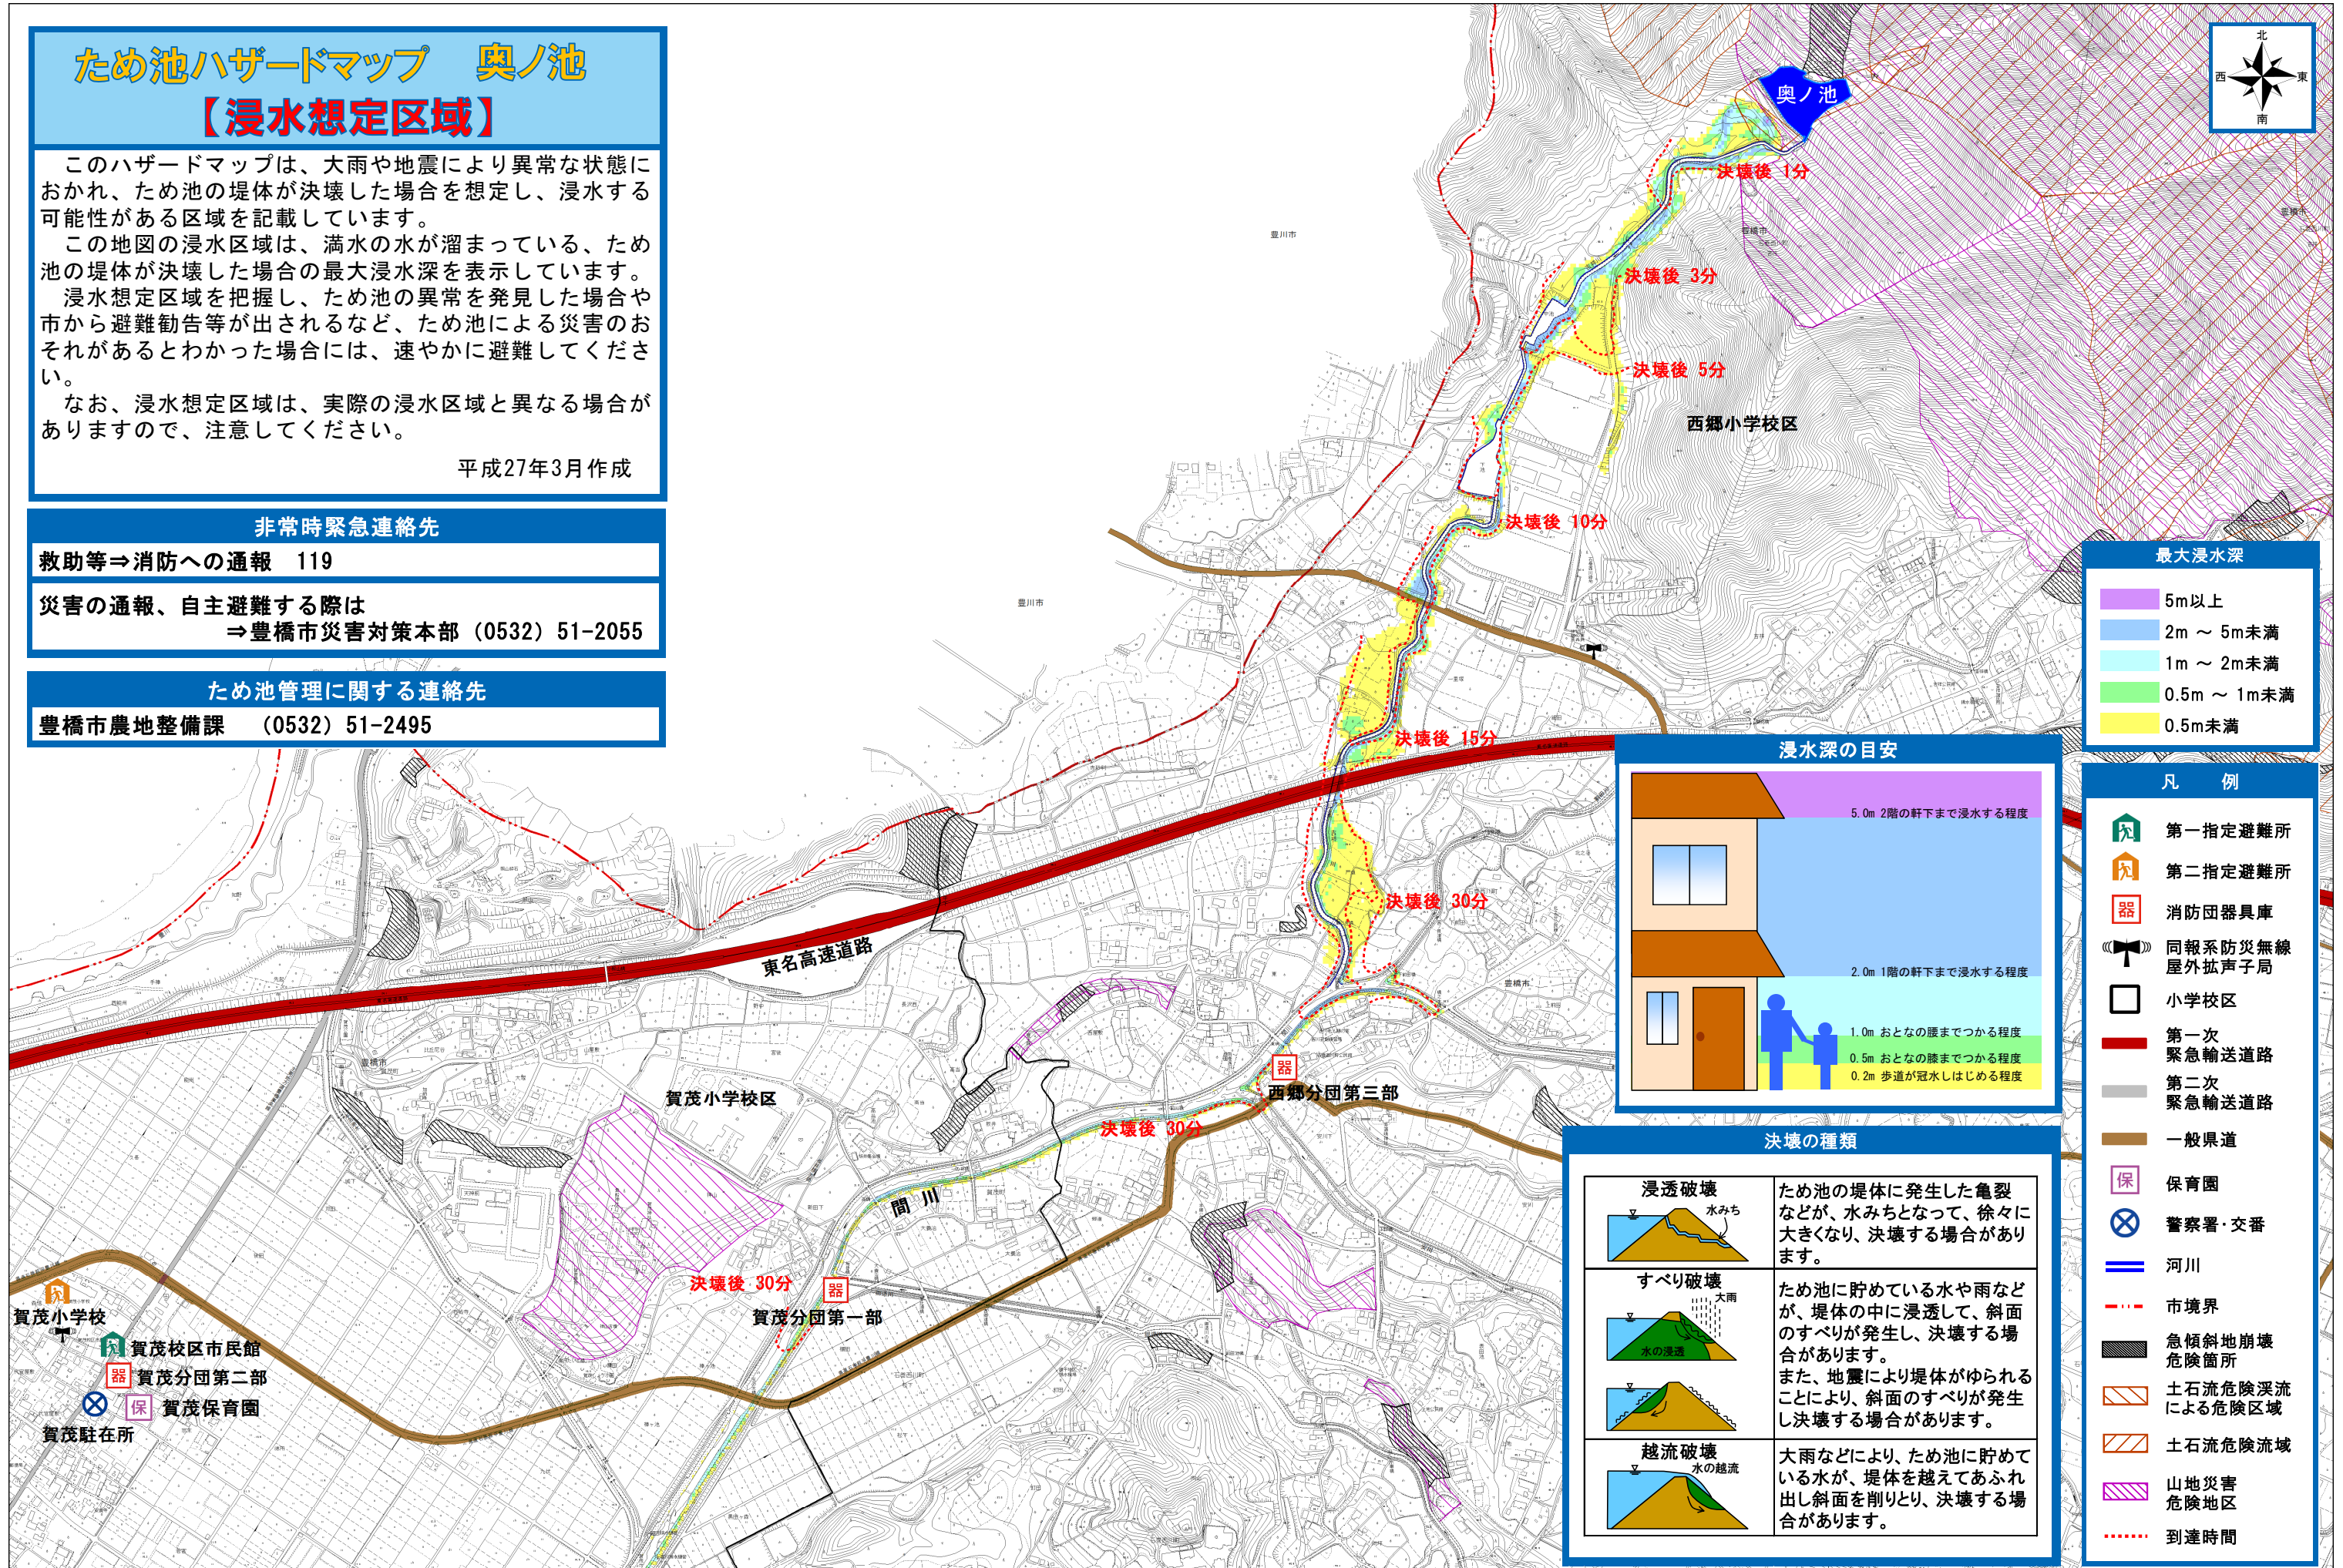 ため池ハザードマップ　奥ノ池
【浸水想定区域】
　このハザードマップは、大雨や地震により異常な状態に
おかれ、ため池の堤体が決壊した場合を想定し、浸水する
可能性がある区域を記載しています。
　この地図の浸水区域は、満水の水が溜まっている、ため
池の堤体が決壊した場合の最大浸水深を表示しています。
　浸水想定区域を把握し、ため池の異常を発見した場合や
市から避難勧告等が出されるなど、ため池による災害のお
それがあるとわかった場合には、速やかに避難してくださ
い。
　なお、浸水想定区域は、実際の浸水区域と異なる場合が
ありますので、注意してください。
平成27年3月作成
非常時緊急連絡先
救助等⇒消防への通報　119
災害の通報、自主避難する際は
⇒豊橋市災害対策本部（0532）51-2055
ため池管理に関する連絡先
豊橋市農地整備課　（0532）51-2495
北
西
東
南
奥ノ池
決壊後 1分
豊川市
豊橋市
豊橋市
決壊後 3分
決壊後 5分
西郷小学校区
決壊後 10分
豊川市
決壊後 15分
決壊後 30分
東名高速道路
豊橋市
豊橋市
賀茂小学校区
西郷分団第三部
決壊後 30分
間川
決壊後 30分
賀茂分団第一部
賀茂小学校
賀茂校区市民館
器
賀茂分団第二部
保
賀茂保育園
賀茂駐在所
器
器
最大浸水深
5m以上
2m ～ 5m未満
1m ～ 2m未満
0.5m ～ 1m未満
0.5m未満
浸水深の目安
5.0m 2階の軒下まで浸水する程度
2.0m 1階の軒下まで浸水する程度
1.0m おとなの腰までつかる程度
0.5m おとなの膝までつかる程度
0.2m 歩道が冠水しはじめる程度
決壊の種類
浸透破壊
水みち
ため池の堤体に発生した亀裂
などが、水みちとなって、徐々に
大きくなり、決壊する場合があり
ます。
すべり破壊
大雨
水の浸透
ため池に貯めている水や雨など
が、堤体の中に浸透して、斜面
のすべりが発生し、決壊する場
合があります。
また、地震により堤体がゆられる
ことにより、斜面のすべりが発生
し決壊する場合があります。
越流破壊
水の越流
大雨などにより、ため池に貯めて
いる水が、堤体を越えてあふれ
出し斜面を削りとり、決壊する場
合があります。
凡　例
第一指定避難所
第二指定避難所
器
消防団器具庫
同報系防災無線
屋外拡声子局
小学校区
第一次
緊急輸送道路
第二次
緊急輸送道路
一般県道
保
保育園
警察署・交番
河川
市境界
急傾斜地崩壊
危険箇所
土石流危険渓流
による危険区域
土石流危険流域
山地災害
危険地区
到達時間